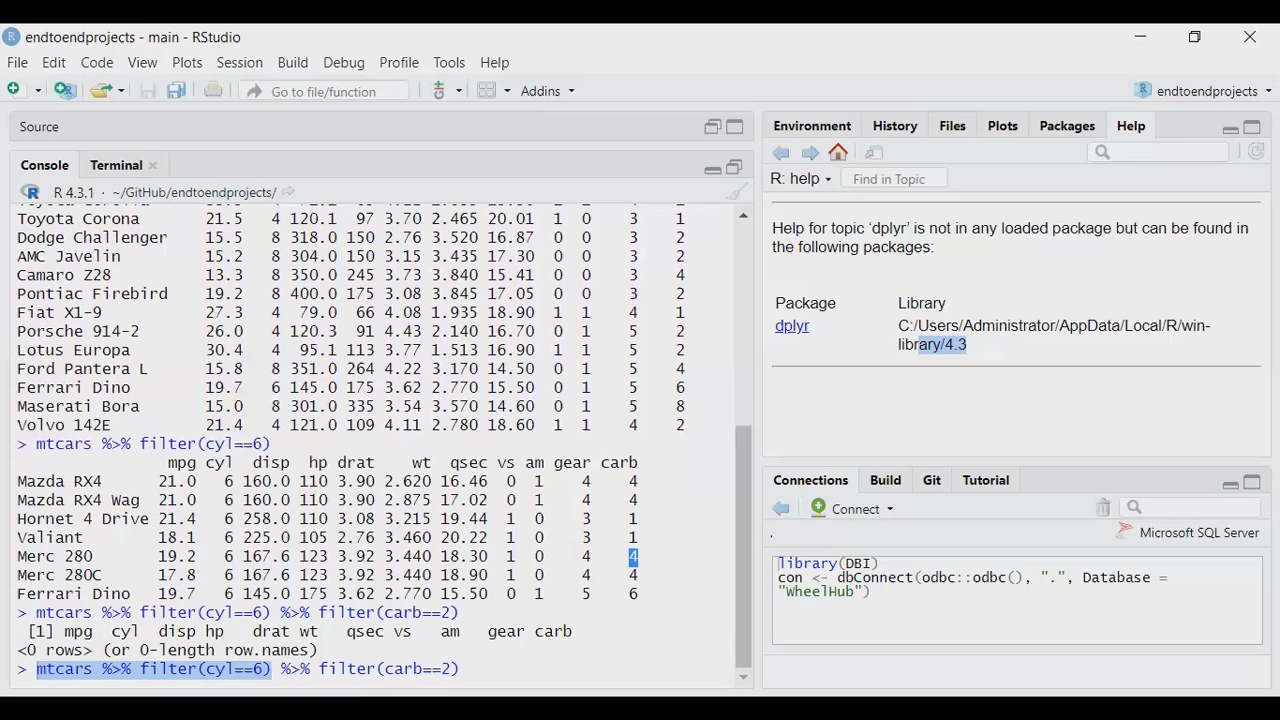 endtoendprojects - main - RStudio
File Edit Code View Plots Session Build Debug Profile Tools Help
Go to file/function Addins endtoendprojects
Source
Console Terminal
R 4.3.1 · ~/GitHub/endtoendprojects/
Toyota Corona 21.5 4 120.1 97 3.70 2.465 20.01 1 0 3 1
Dodge Challenger 15.5 8 318.0 150 2.76 3.520 16.87 0 0 3 2
AMC Javelin 15.2 8 304.0 150 3.15 3.435 17.30 0 0 3 2
Camaro Z28 13.3 8 350.0 245 3.73 3.840 15.41 0 0 3 4
Pontiac Firebird 19.2 8 400.0 175 3.08 3.845 17.05 0 0 3 2
Fiat X1-9 27.3 4 79.0 66 4.08 1.935 18.90 1 1 4 1
Porsche 914-2 26.0 4 120.3 91 4.43 2.140 16.70 0 1 5 2
Lotus Europa 30.4 4 95.1 113 3.77 1.513 16.90 1 1 5 2
Ford Pantera L 15.8 8 351.0 264 4.22 3.170 14.50 0 1 5 4
Ferrari Dino 19.7 6 145.0 175 3.62 2.770 15.50 0 1 5 6
Maserati Bora 15.0 8 301.0 335 3.54 3.570 14.60 0 1 5 8
Volvo 142E 21.4 4 121.0 109 4.11 2.780 18.60 1 1 4 2
> mtcars %>% filter(cyl==6)
mpg cyl disp hp drat wt qsec vs am gear carb
Mazda RX4 21.0 6 160.0 110 3.90 2.620 16.46 0 1 4 4
Mazda RX4 Wag 21.0 6 160.0 110 3.90 2.875 17.02 0 1 4 4
Hornet 4 Drive 21.4 6 258.0 110 3.08 3.215 19.44 1 0 3 1
Valiant 18.1 6 225.0 105 2.76 3.460 20.22 1 0 3 1
Merc 280 19.2 6 167.6 123 3.92 3.440 18.30 1 0 4 4
Merc 280C 17.8 6 167.6 123 3.92 3.440 18.90 1 0 4 4
Ferrari Dino 19.7 6 145.0 175 3.62 2.770 15.50 0 1 5 6
> mtcars %>% filter(cyl==6) %>% filter(carb==2)
[1] mpg cyl disp hp drat wt qsec vs am gear carb
<0 rows> (or 0-length row.names)
> mtcars %>% filter(cyl==6) %>% filter(carb==2)
Environment History Files Plots Packages Help
R: help Find in Topic
Help for topic ‘dplyr’ is not in any loaded package but can be found in
the following packages:
Package Library
dplyr C:/Users/Administrator/AppData/Local/R/win-
library/4.3
Connections Build Git Tutorial
Connect
. Microsoft SQL Server
library(DBI)
con <- dbConnect(odbc::odbc(), ".", Database =
"WheelHub")